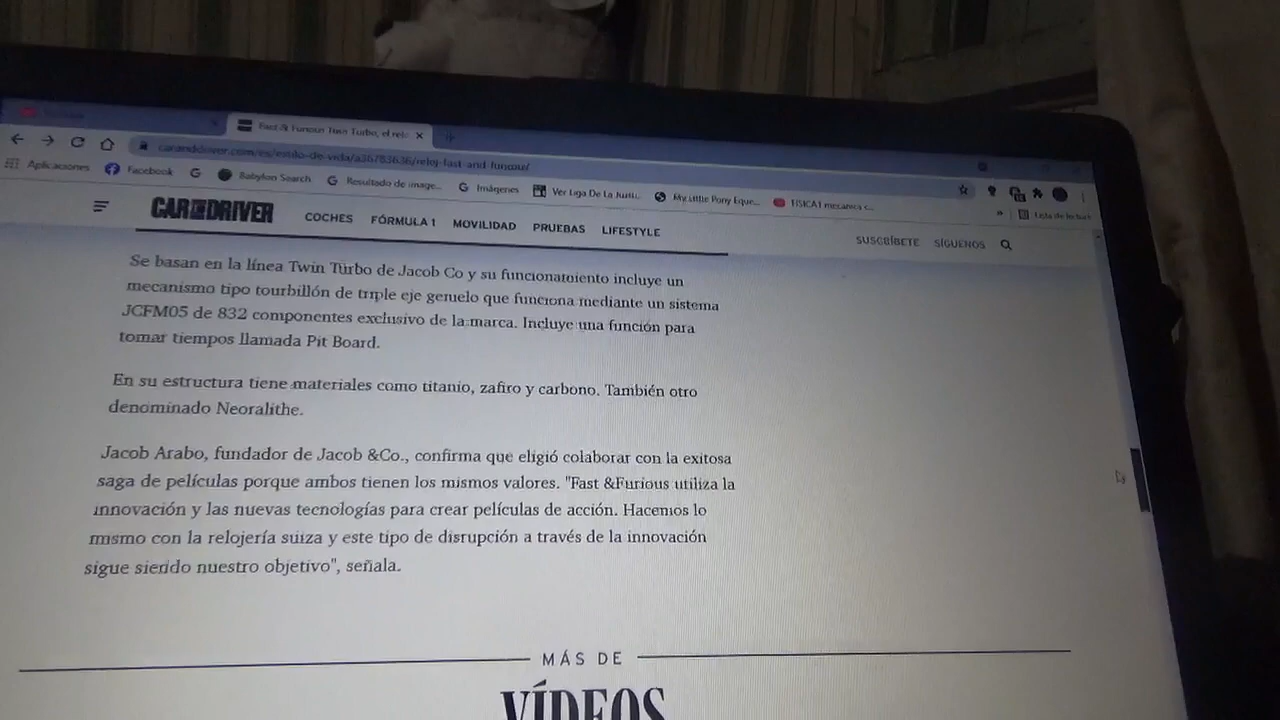 Fast & Furious Twin Turbo, el relo
caranddriver.com/es/estilo-de-vida/a36783636/reloj-fast-and-furious/
Aplicaciones Facebook Babylon Search Resultado de image... Imágenes Ver Liga De La Justi... My Little Pony Eque... FISICA1 mecanica c...
CAR AND DRIVER COCHES FÓRMULA 1 MOVILIDAD PRUEBAS LIFESTYLE SUSCRÍBETE SÍGUENOS
Se basan en la línea Twin Turbo de Jacob Co y su funcionamiento incluye un
mecanismo tipo tourbillón de triple eje gemelo que funciona mediante un sistema
JCFM05 de 832 componentes exclusivo de la marca. Incluye una función para
tomar tiempos llamada Pit Board.
En su estructura tiene materiales como titanio, zafiro y carbono. También otro
denominado Neoralithe.
Jacob Arabo, fundador de Jacob &Co., confirma que eligió colaborar con la exitosa
saga de películas porque ambos tienen los mismos valores. "Fast &Furious utiliza la
innovación y las nuevas tecnologías para crear películas de acción. Hacemos lo
mismo con la relojería suiza y este tipo de disrupción a través de la innovación
sigue siendo nuestro objetivo", señala.
MÁS DE
VÍDEOS